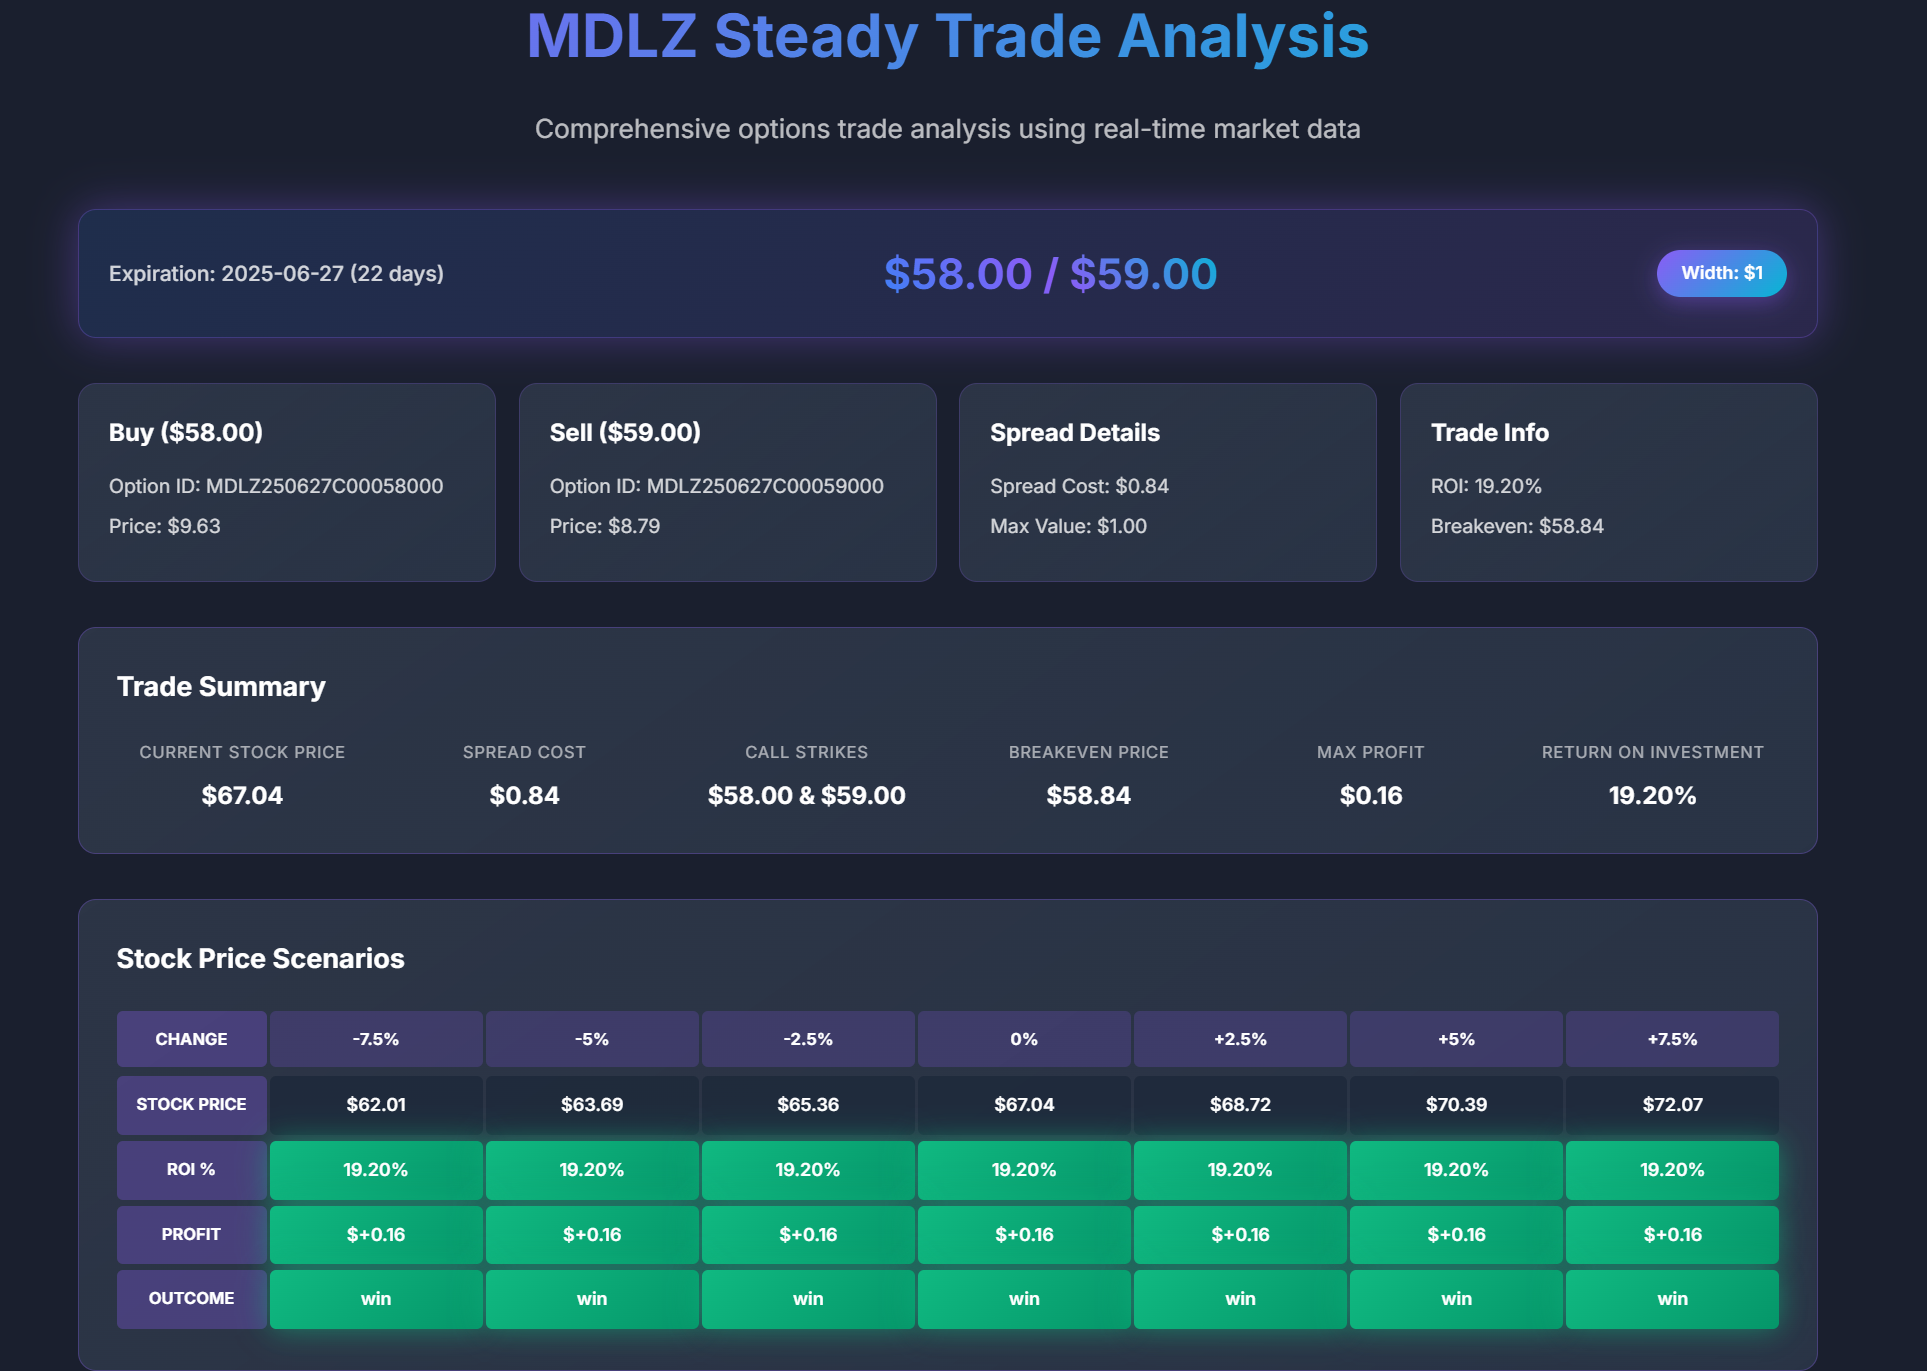 MDLZ Steady Trade Analysis
Comprehensive options trade analysis using real-time market data
Expiration: 2025-06-27 (22 days)
$58.00 / $59.00
Width: $1
Buy ($58.00)
Option ID: MDLZ250627C00058000
Price: $9.63
Sell ($59.00)
Option ID: MDLZ250627C00059000
Price: $8.79
Spread Details
Spread Cost: $0.84
Max Value: $1.00
Trade Info
ROI: 19.20%
Breakeven: $58.84
Trade Summary
CURRENT STOCK PRICE
$67.04
SPREAD COST
$0.84
CALL STRIKES
$58.00 & $59.00
BREAKEVEN PRICE
$58.84
MAX PROFIT
$0.16
RETURN ON INVESTMENT
19.20%
Stock Price Scenarios
CHANGE -7.5% -5% -2.5% 0% +2.5% +5% +7.5%
STOCK PRICE $62.01 $63.69 $65.36 $67.04 $68.72 $70.39 $72.07
ROI % 19.20% 19.20% 19.20% 19.20% 19.20% 19.20% 19.20%
PROFIT $+0.16 $+0.16 $+0.16 $+0.16 $+0.16 $+0.16 $+0.16
OUTCOME win win win win win win win